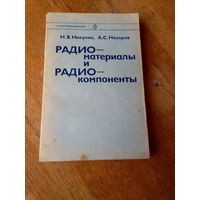 Н.В.Никулин, А.С.Назаров
РАДИО-
материалы
и
РАДИО-
компоненты